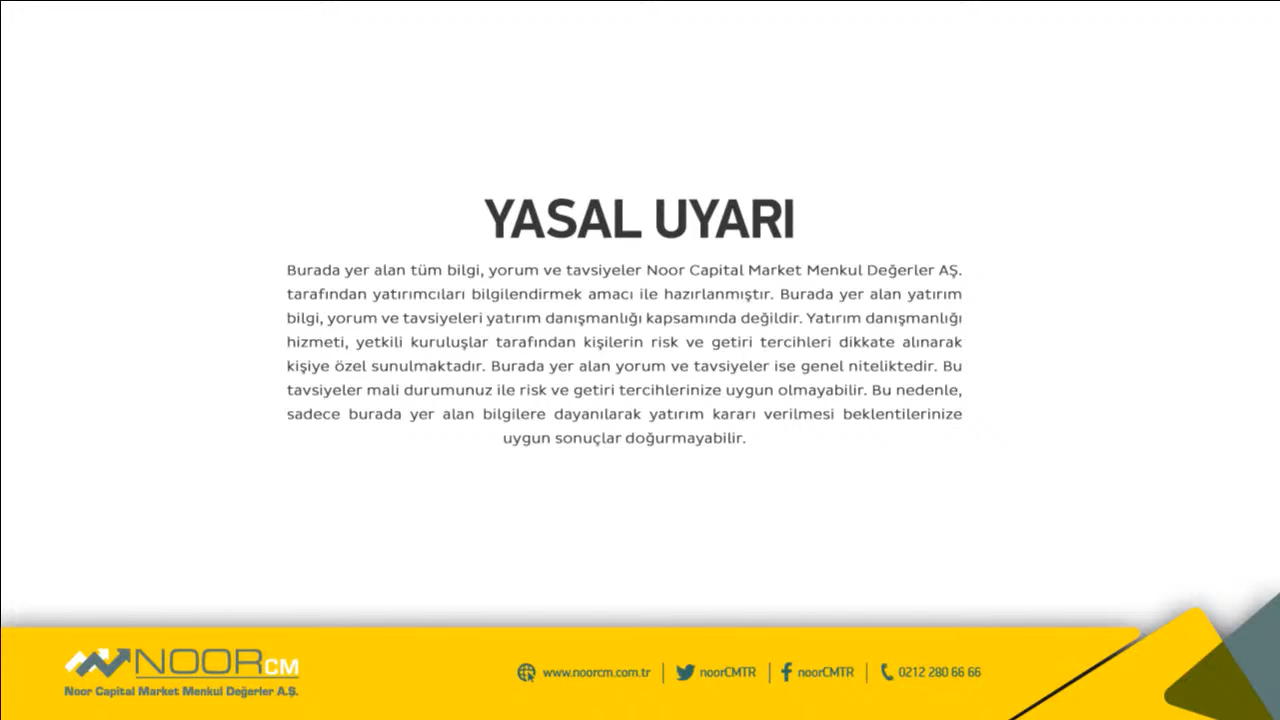 YASAL UYARI
Burada yer alan tüm bilgi, yorum ve tavsiyeler Noor Capital Market Menkul Değerler AŞ.
tarafından yatırımcıları bilgilendirmek amacı ile hazırlanmıştır. Burada yer alan yatırım
bilgi, yorum ve tavsiyeleri yatırım danışmanlığı kapsamında değildir. Yatırım danışmanlığı
hizmeti, yetkili kuruluşlar tarafından kişilerin risk ve getiri tercihleri dikkate alınarak
kişiye özel sunulmaktadır. Burada yer alan yorum ve tavsiyeler ise genel niteliktedir. Bu
tavsiyeler mali durumunuz ile risk ve getiri tercihlerinize uygun olmayabilir. Bu nedenle,
sadece burada yer alan bilgilere dayanılarak yatırım kararı verilmesi beklentilerinize
uygun sonuçlar doğurmayabilir.
NOORCM
Noor Capital Market Menkul Değerler A.Ş.
www.noorcm.com.tr | noorCMTR | noorCMTR | 0212 280 66 66